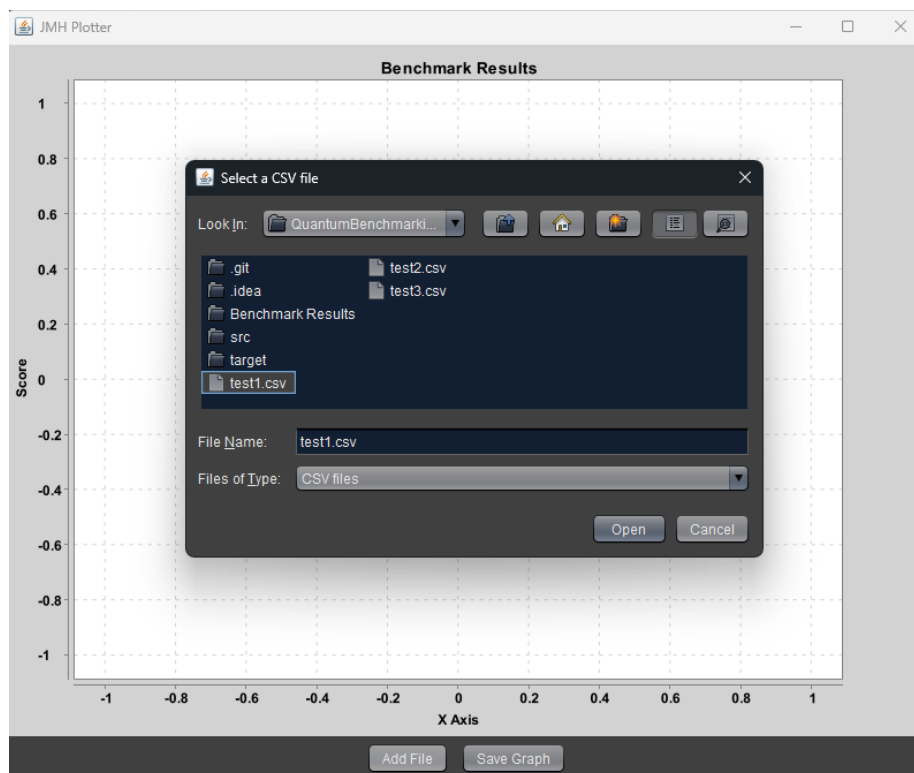 JMH Plotter
Benchmark Results
1
0.8
0.6
0.4
0.2
0
-0.2
-0.4
-0.6
-0.8
-1
Score
Select a CSV file
Look In: QuantumBenchmarki...
.git test2.csv
.idea test3.csv
Benchmark Results
src
target
test1.csv
File Name: test1.csv
Files of Type: CSV files
Open Cancel
-1 -0.8 -0.6 -0.4 -0.2 0 0.2 0.4 0.6 0.8 1
X Axis
Add File Save Graph